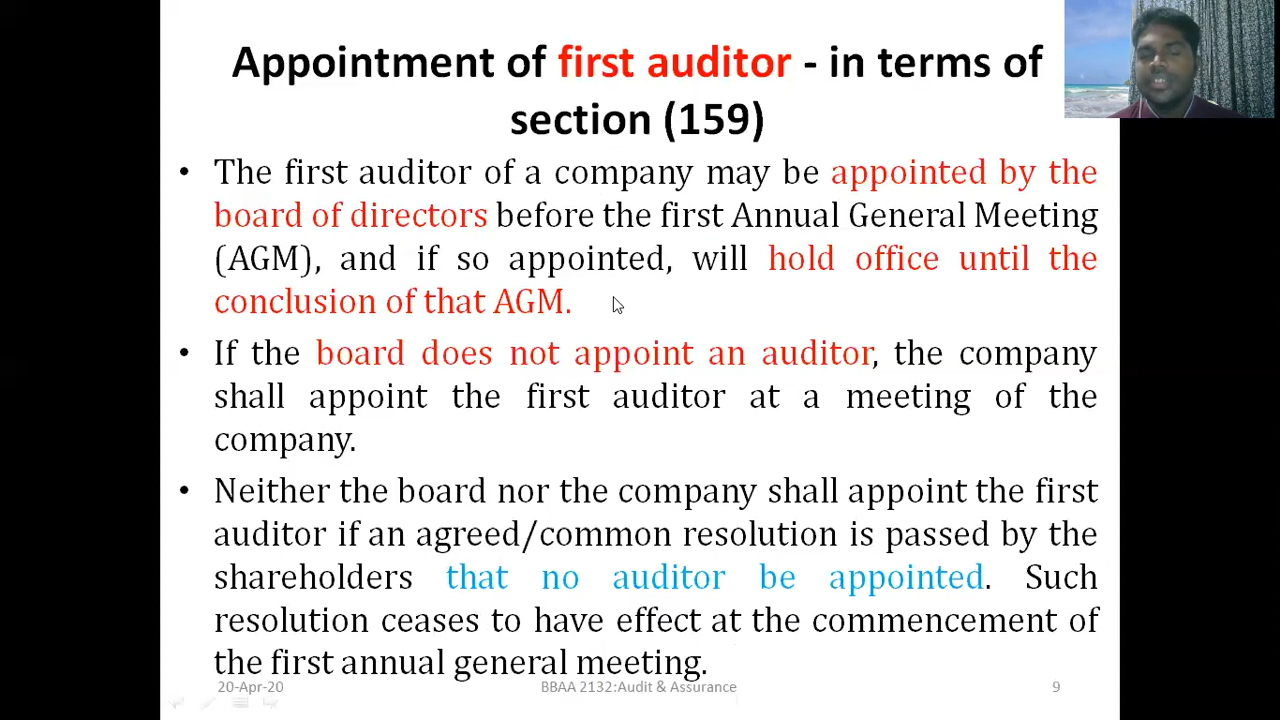 Appointment of first auditor - in terms of
section (159)
• The first auditor of a company may be appointed by the
board of directors before the first Annual General Meeting
(AGM), and if so appointed, will hold office until the
conclusion of that AGM.
• If the board does not appoint an auditor, the company
shall appoint the first auditor at a meeting of the
company.
• Neither the board nor the company shall appoint the first
auditor if an agreed/common resolution is passed by the
shareholders that no auditor be appointed. Such
resolution ceases to have effect at the commencement of
the first annual general meeting.
20-Apr-20 BBAA 2132:Audit & Assurance 9